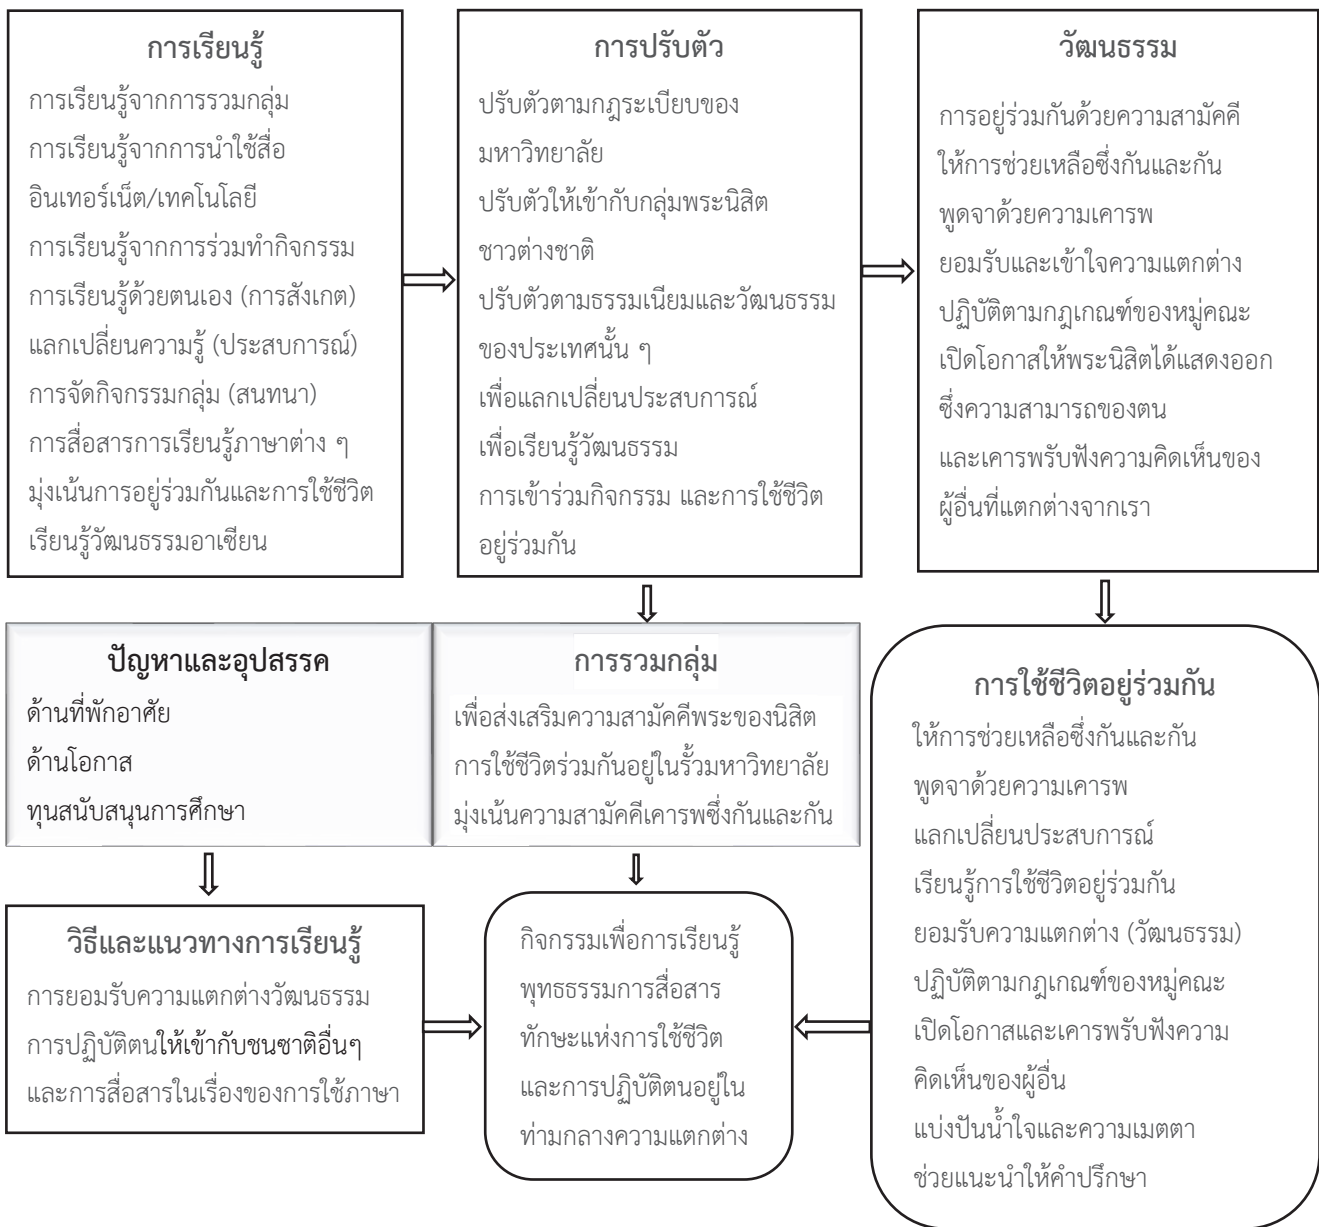 การเรียนรู้
การเรียนรู้จากการรวมกลุ่ม
การเรียนรู้จากการนำใช้สื่อ
อินเทอร์เน็ต/เทคโนโลยี
การเรียนรู้จากการร่วมทำกิจกรรม
การเรียนรู้ด้วยตนเอง (การสังเกต)
แลกเปลี่ยนความรู้ (ประสบการณ์)
การจัดกิจกรรมกลุ่ม (สนทนา)
การสื่อสารการเรียนรู้ภาษาต่าง ๆ
มุ่งเน้นการอยู่ร่วมกันและการใช้ชีวิต
เรียนรู้วัฒนธรรมอาเซียน
การปรับตัว
ปรับตัวตามกฎระเบียบของ
มหาวิทยาลัย
ปรับตัวให้เข้ากับกลุ่มพระนิสิต
ชาวต่างชาติ
ปรับตัวตามธรรมเนียมและวัฒนธรรม
ของประเทศนั้น ๆ
เพื่อแลกเปลี่ยนประสบการณ์
เพื่อเรียนรู้วัฒนธรรม
การเข้าร่วมกิจกรรม และการใช้ชีวิต
อยู่ร่วมกัน
วัฒนธรรม
การอยู่ร่วมกันด้วยความสามัคคี
ให้การช่วยเหลือซึ่งกันและกัน
พูดจาด้วยความเคารพ
ยอมรับและเข้าใจความแตกต่าง
ปฏิบัติตามกฎเกณฑ์ของหมู่คณะ
เปิดโอกาสให้พระนิสิตได้แสดงออก
ซึ่งความสามารถของตน
และเคารพรับฟังความคิดเห็นของ
ผู้อื่นที่แตกต่างจากเรา
ปัญหาและอุปสรรค
ด้านที่พักอาศัย
ด้านโอกาส
ทุนสนับสนุนการศึกษา
การรวมกลุ่ม
เพื่อส่งเสริมความสามัคคีพระของนิสิต
การใช้ชีวิตร่วมกันอยู่ในรั้วมหาวิทยาลัย
มุ่งเน้นความสามัคคีเคารพซึ่งกันและกัน
การใช้ชีวิตอยู่ร่วมกัน
ให้การช่วยเหลือซึ่งกันและกัน
พูดจาด้วยความเคารพ
แลกเปลี่ยนประสบการณ์
เรียนรู้การใช้ชีวิตอยู่ร่วมกัน
ยอมรับความแตกต่าง (วัฒนธรรม)
ปฏิบัติตามกฎเกณฑ์ของหมู่คณะ
เปิดโอกาสและเคารพรับฟังความ
คิดเห็นของผู้อื่น
แบ่งปันน้ำใจและความเมตตา
ช่วยแนะนำให้คำปรึกษา
วิธีและแนวทางการเรียนรู้
การยอมรับความแตกต่างวัฒนธรรม
การปฏิบัติตนให้เข้ากับชนชาติอื่นๆ
และการสื่อสารในเรื่องของการใช้ภาษา
กิจกรรมเพื่อการเรียนรู้
พุทธธรรมการสื่อสาร
ทักษะแห่งการใช้ชีวิต
และการปฏิบัติตนอยู่ใน
ท่ามกลางความแตกต่าง